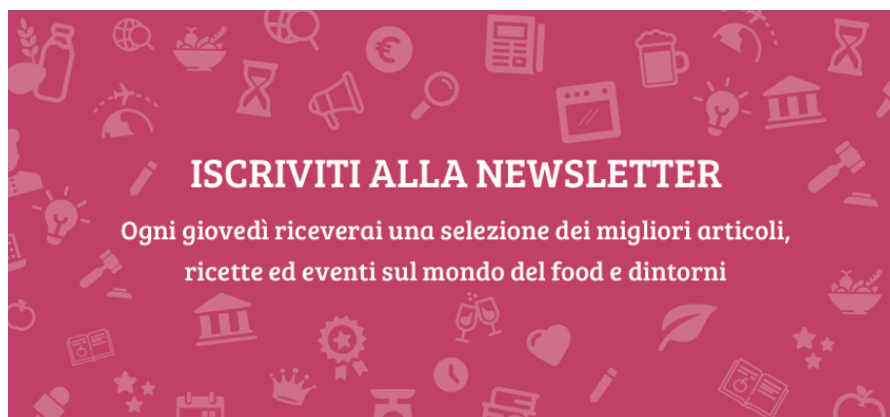 ISCRIVITI ALLA NEWSLETTER
Ogni giovedì riceverai una selezione dei migliori articoli,
ricette ed eventi sul mondo del food e dintorni